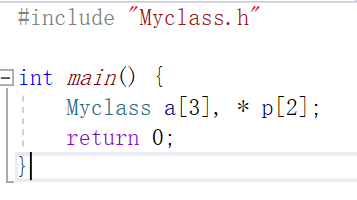 #include "Myclass.h"
int main() {
Myclass a[3], * p[2];
return 0;
}